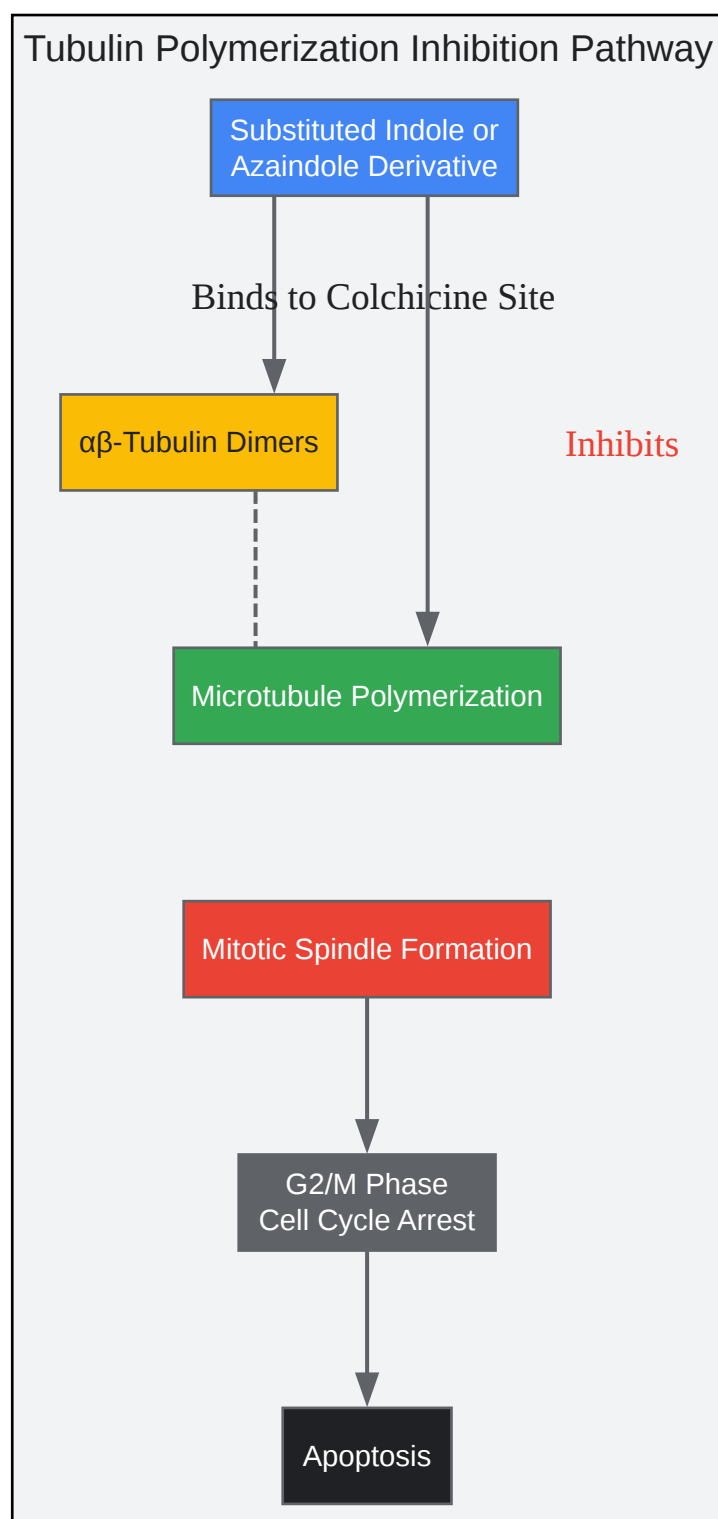 Tubulin Polymerization Inhibition Pathway
Substituted Indole or
Azaindole Derivative
Binds to Colchicine Site
αβ-Tubulin Dimers
Inhibits
Microtubule Polymerization
Mitotic Spindle Formation
G2/M Phase
Cell Cycle Arrest
Apoptosis